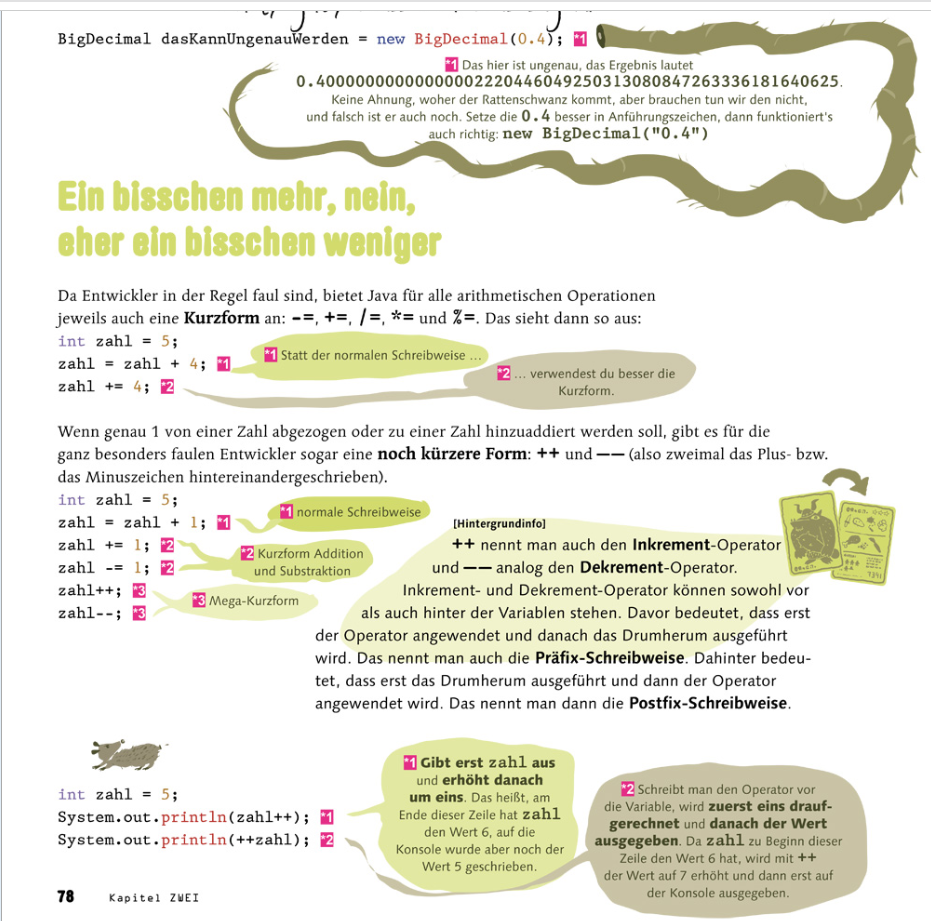 BigDecimal dasKannUngenauWerden = new BigDecimal(0.4); *1
*1 Das hier ist ungenau, das Ergebnis lautet
0.40000000000000002220446049250313080847263336181640625.
Keine Ahnung, woher der Rattenschwanz kommt, aber brauchen tun wir den nicht,
und falsch ist er auch noch. Setze die 0.4 besser in Anführungszeichen, dann funktioniert's
auch richtig: new BigDecimal("0.4")
Ein bisschen mehr, nein,
eher ein bisschen weniger
Da Entwickler in der Regel faul sind, bietet Java für alle arithmetischen Operationen
jeweils auch eine Kurzform an: -=, +=, /=, *= und %=. Das sieht dann so aus:
int zahl = 5;
zahl = zahl + 4; *1
*1 Statt der normalen Schreibweise ...
zahl += 4; *2
*2 ... verwendest du besser die
Kurzform.
Wenn genau 1 von einer Zahl abgezogen oder zu einer Zahl hinzuaddiert werden soll, gibt es für die
ganz besonders faulen Entwickler sogar eine noch kürzere Form: ++ und -- (also zweimal das Plus- bzw.
das Minuszeichen hintereinandergeschrieben).
int zahl = 5;
zahl = zahl + 1; *1
*1 normale Schreibweise
zahl += 1; *2
zahl -= 1; *2
*2 Kurzform Addition
und Substraktion
zahl++; *3
zahl--; *3
*3 Mega-Kurzform
[Hintergrundinfo]
++ nennt man auch den Inkrement-Operator
und -- analog den Dekrement-Operator.
Inkrement- und Dekrement-Operator können sowohl vor
als auch hinter der Variablen stehen. Davor bedeutet, dass erst
der Operator angewendet und danach das Drumherum ausgeführt
wird. Das nennt man auch die Präfix-Schreibweise. Dahinter bedeu-
tet, dass erst das Drumherum ausgeführt und dann der Operator
angewendet wird. Das nennt man dann die Postfix-Schreibweise.
int zahl = 5;
System.out.println(zahl++); *1
System.out.println(++zahl); *2
*1 Gibt erst zahl aus
und erhöht danach
um eins. Das heißt, am
Ende dieser Zeile hat zahl
den Wert 6, auf die
Konsole wurde aber noch der
Wert 5 geschrieben.
*2 Schreibt man den Operator vor
die Variable, wird zuerst eins drauf-
gerechnet und danach der Wert
ausgegeben. Da zahl zu Beginn dieser
Zeile den Wert 6 hat, wird mit ++
der Wert auf 7 erhöht und dann erst auf
der Konsole ausgegeben.
78 Kapitel ZWEI